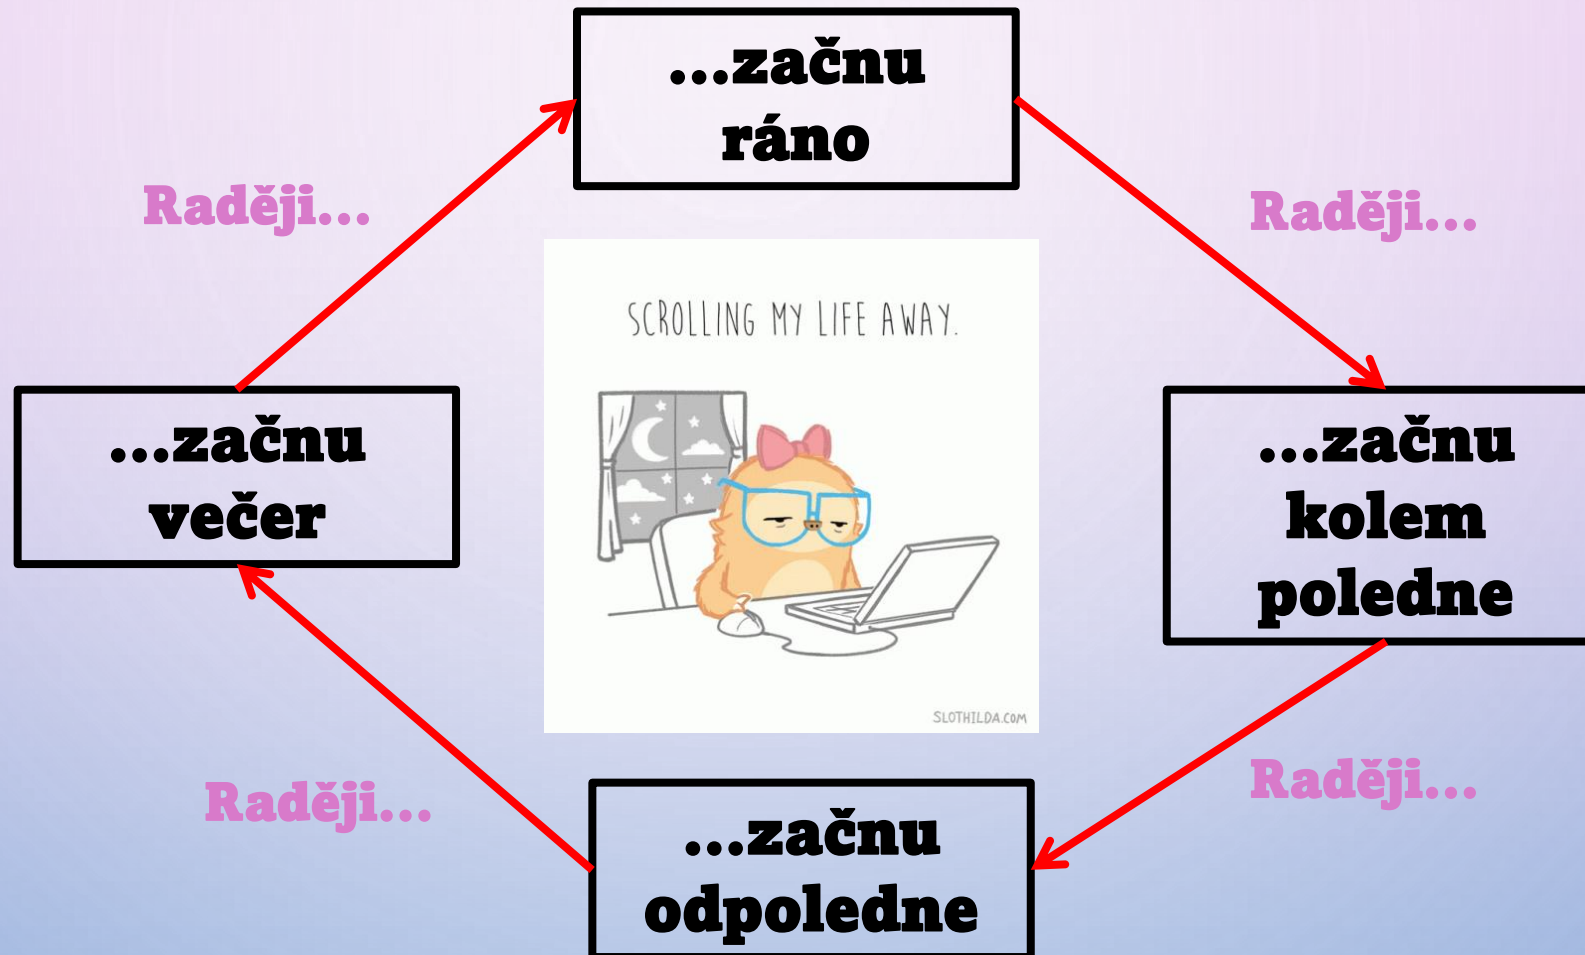 ...začnu
ráno
Raději...
Raději...
SCROLLING MY LIFE AWAY.
...začnu
večer
...začnu
kolem
poledne
SLOTHILDA.COM
Raději...
Raději...
...začnu
odpoledne